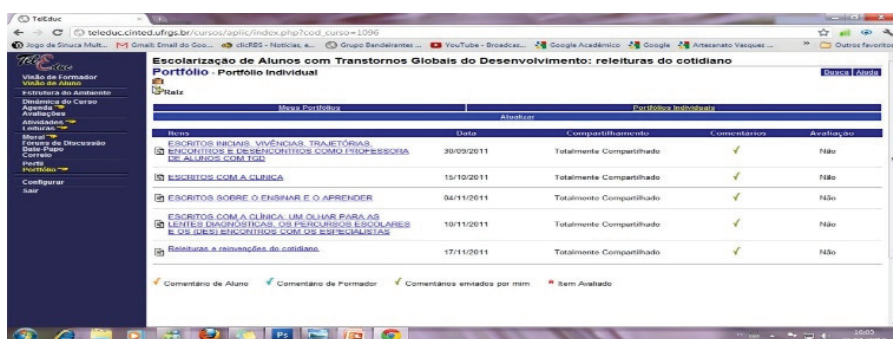 TelEduc
teleduc.cinted.ufrgs.br/cursos/aplic/index.php?cod_curso=1096
Jogo de Sinuca Mult... Gmail: Email do Goo... clicRBS - Notícias, e... Grupo Bandeirantes ... YouTube - Broadcas... Google Acadêmico Google Artesanato Vasques ... » Outros favoritos
Escolarização de Alunos com Transtornos Globais do Desenvolvimento: releituras do cotidiano
Portfólio - Portfólio Individual
Busca Ajuda
Raiz
Visão de Formador
Visão de Aluno
Estrutura do Ambiente
Dinâmica do Curso
Agenda
Avaliações
Atividades
Leituras
Mural
Fóruns de Discussão
Bate-Papo
Correio
Perfil
Portfólio
Configurar
Sair
Meus Portfólios Portfólios Individuais
Atualizar
Itens Data Compartilhamento Comentários Avaliação
ESCRITOS INICIAIS, VIVÊNCIAS, TRAJETÓRIAS,
ENCONTROS E DESENCONTROS COMO PROFESSORA
DE ALUNOS COM TGD
30/09/2011 Totalmente Compartilhado Não
ESCRITOS COM A CLINICA 15/10/2011 Totalmente Compartilhado Não
ESCRITOS SOBRE O ENSINAR E O APRENDER 04/11/2011 Totalmente Compartilhado Não
ESCRITOS COM A CLÍNICA: UM OLHAR PARA AS
LENTES DIAGNÓSTICAS, OS PERCURSOS ESCOLARES
E OS (DES) ENCONTROS COM OS ESPECIALISTAS
10/11/2011 Totalmente Compartilhado Não
Releituras e reinvenções do cotidiano. 17/11/2011 Totalmente Compartilhado Não
Comentário de Aluno Comentário de Formador Comentários enviados por mim Item Avaliado
Ps
16:05